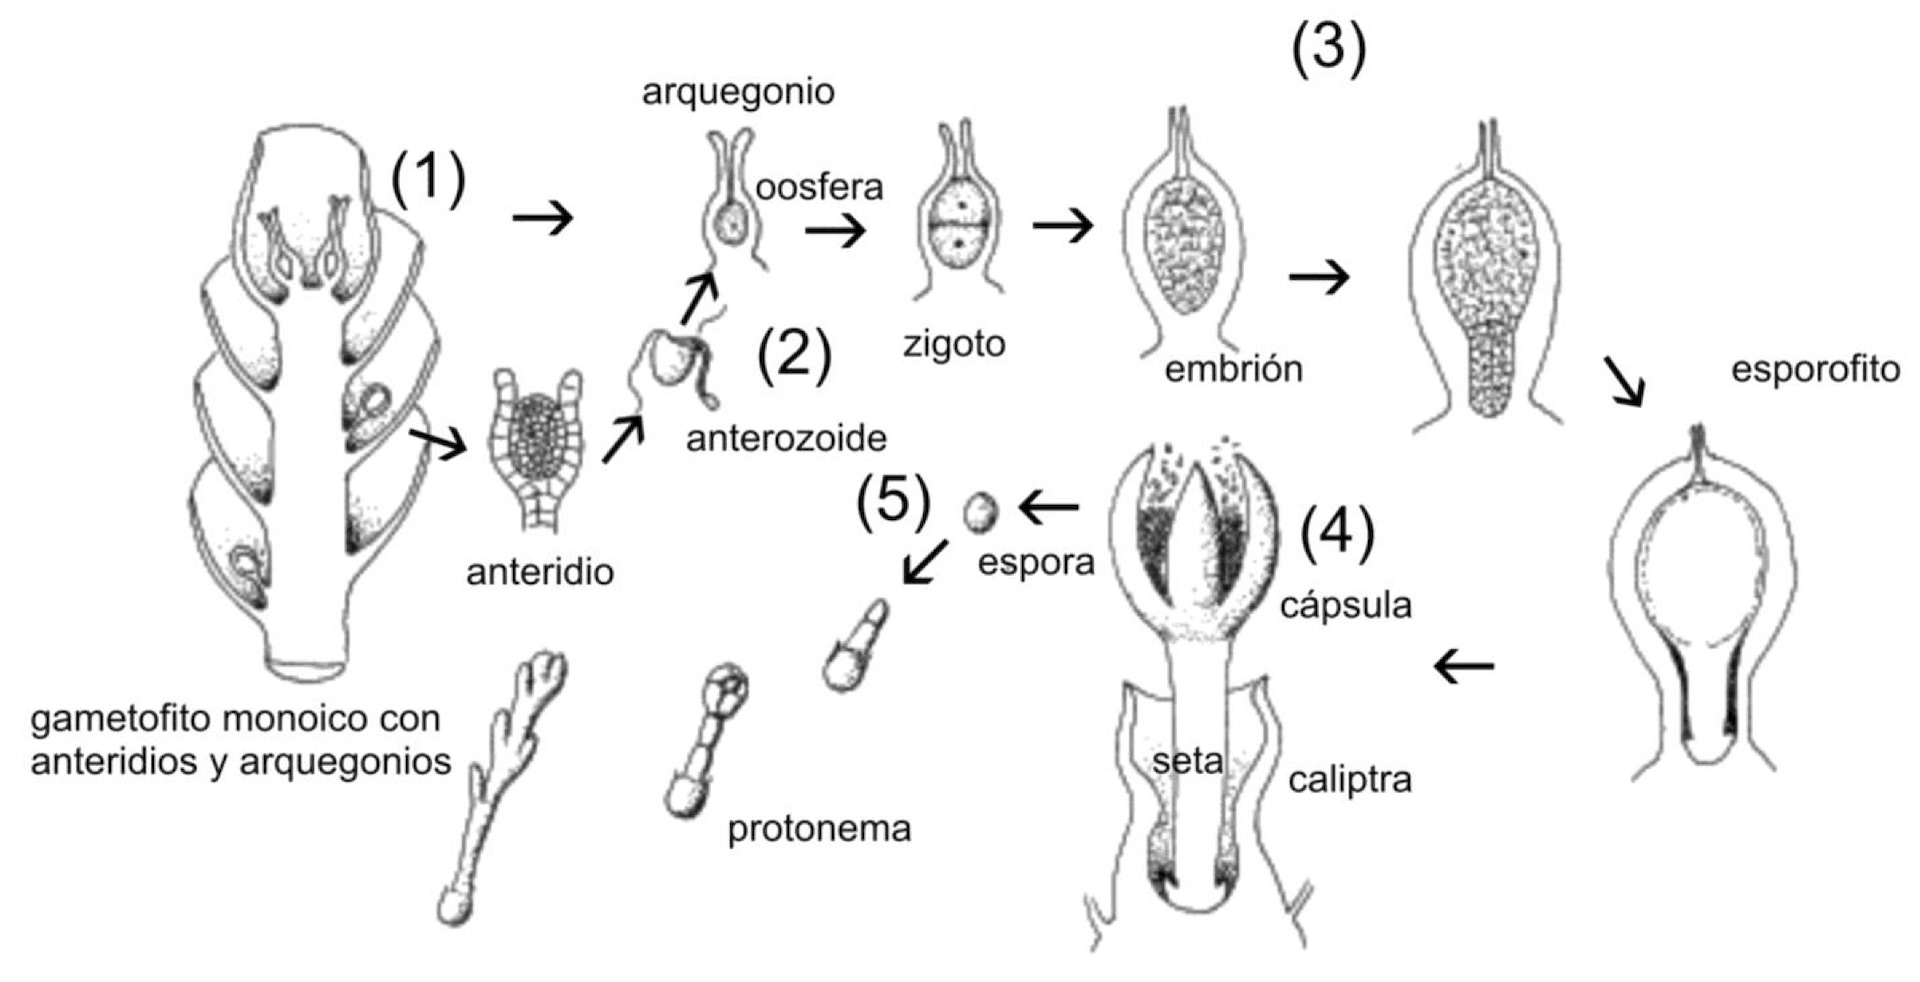 (3)
arquegonio
(1)
oosfera
zigoto
(2)
embrión
esporofito
anterozoide
(5)
(4)
espora
anteridio
cápsula
gametofito monoico con
anteridios y arquegonios
seta
caliptra
protonema